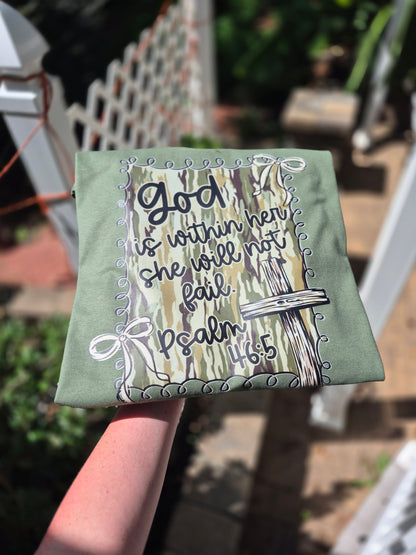 God
is within her
she will not
fail.
Psalm
46:5